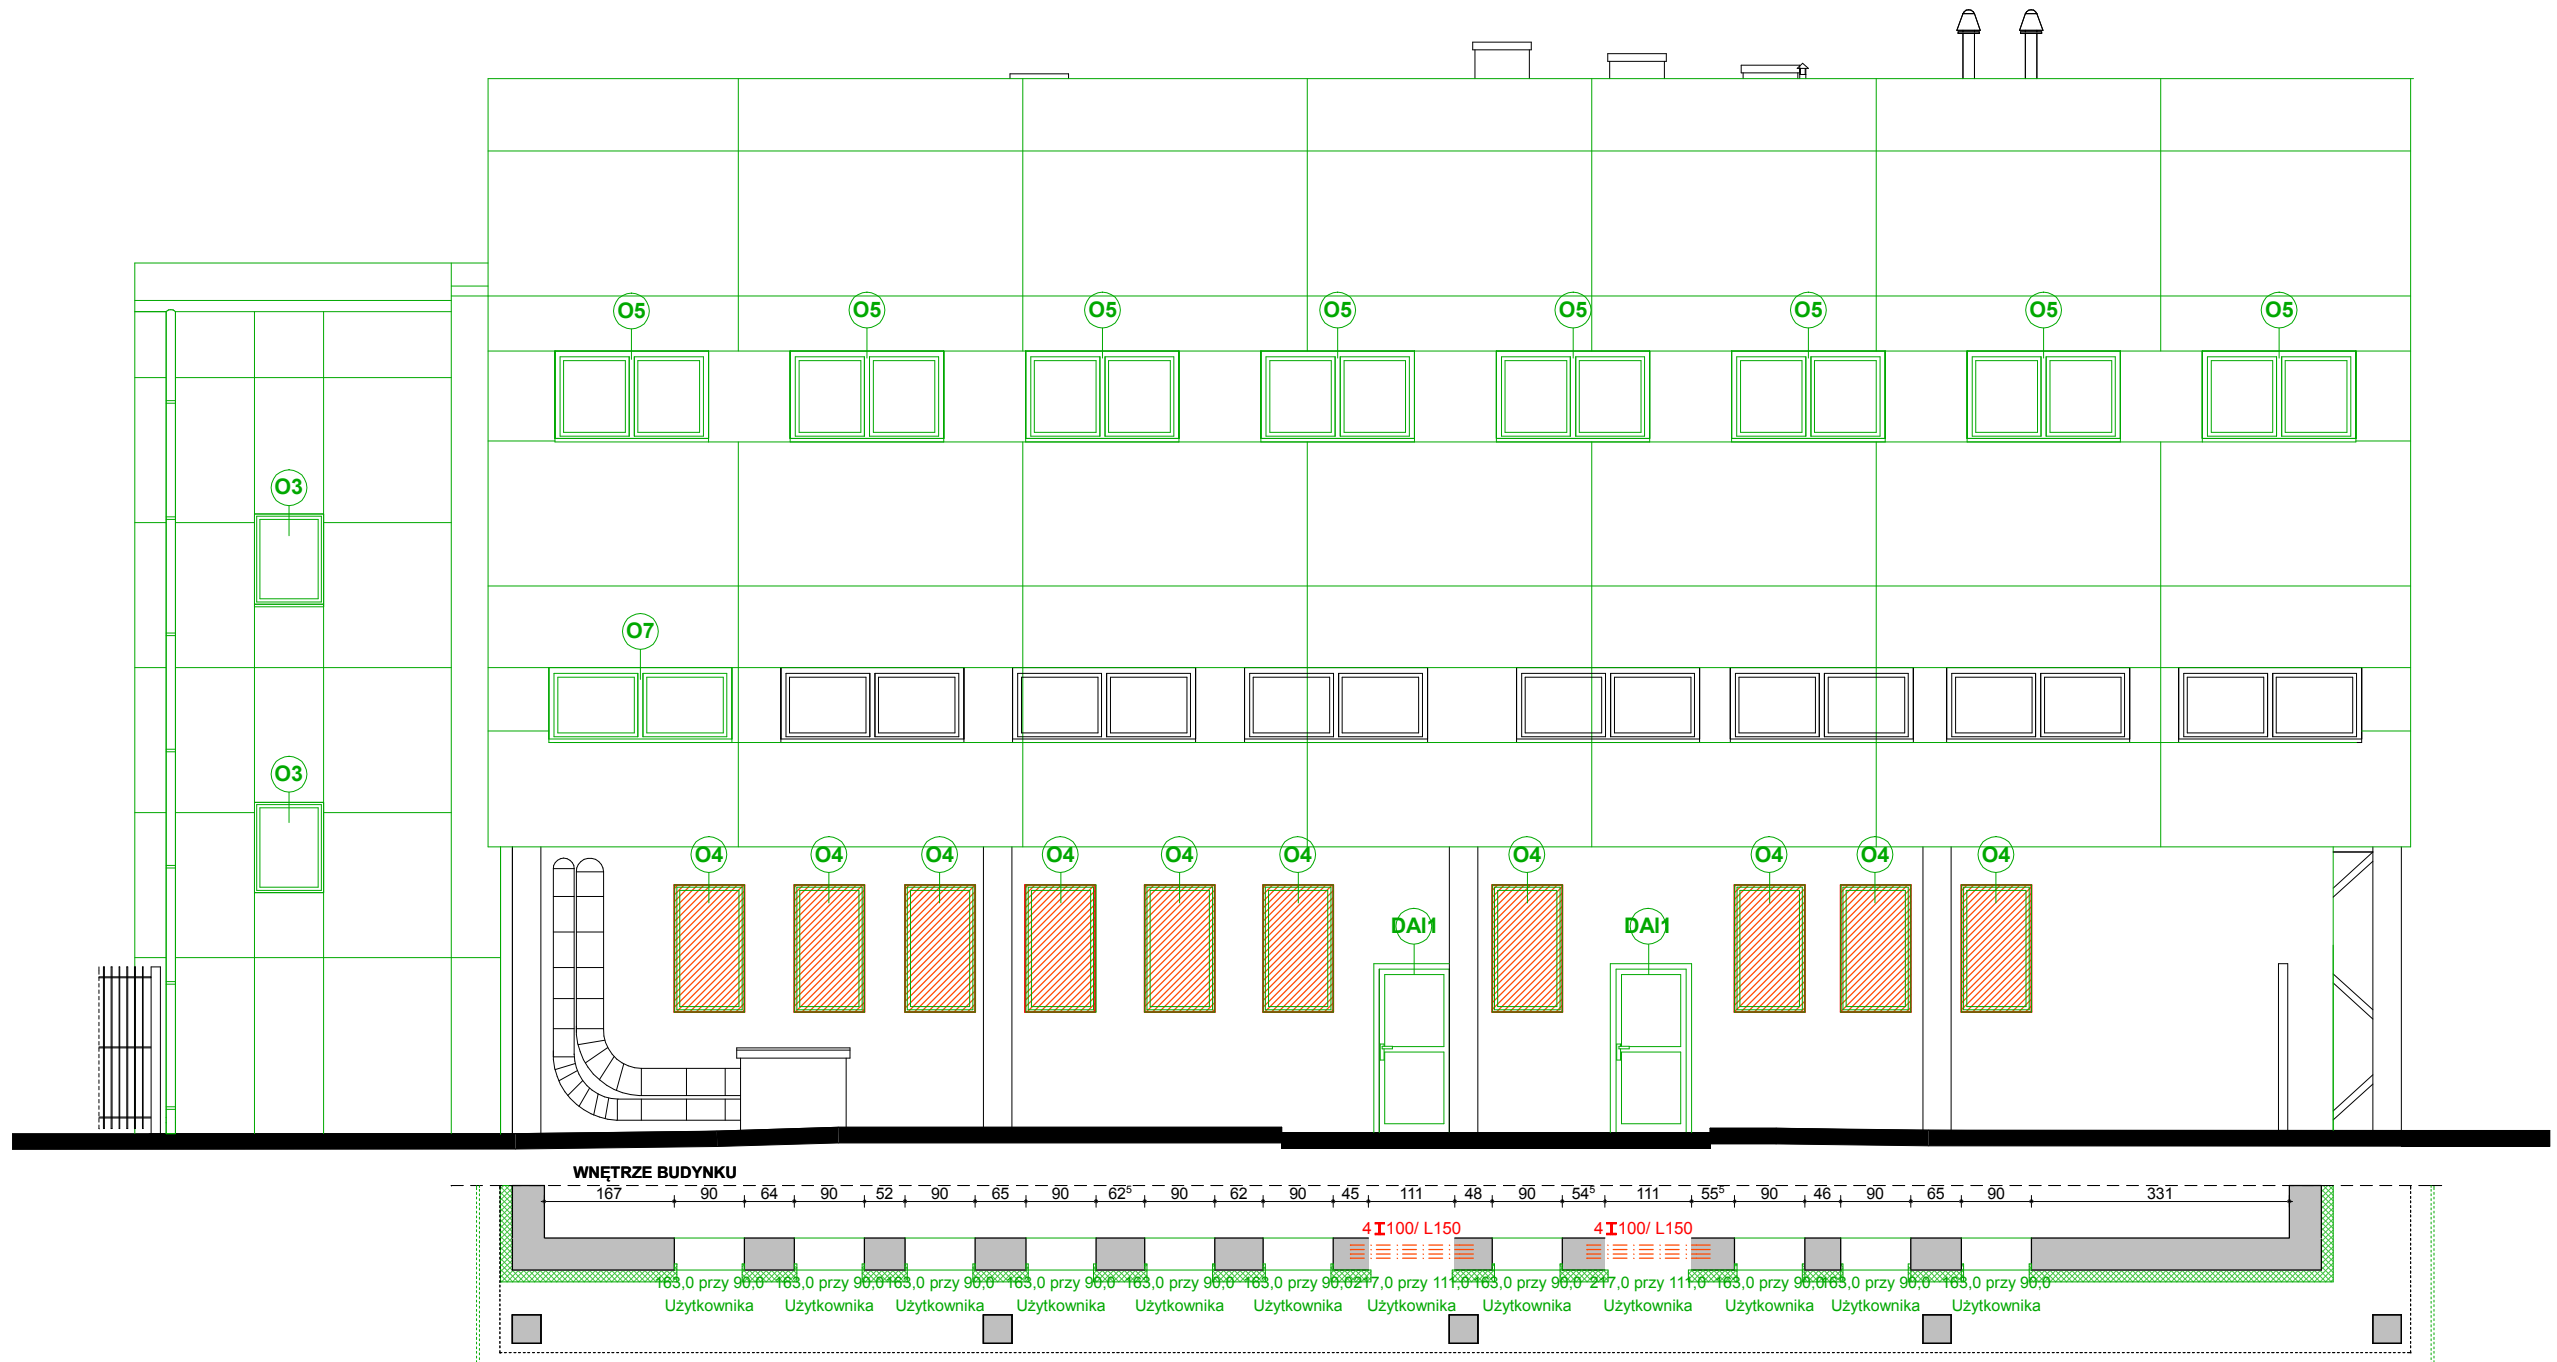 O5 O5 O5 O5 O5 O5 O5 O5
O3
O7
O3
O4 O4 O4 O4 O4 O4 O4 O4 O4 O4
DAI1 DAI1
WNĘTRZE BUDYNKU
167 90 64 90 52 90 65 90 62⁵ 90 62 90 45 111 48 90 54⁵ 111 55⁵ 90 46 90 65 90 331
4 I100/ L150 4 I100/ L150
163,0 przy 90,0 163,0 przy 90,0 163,0 przy 90,0 163,0 przy 90,0 163,0 przy 90,0 163,0 przy 90,0 217,0 przy 111,0 163,0 przy 90,0 217,0 przy 111,0 163,0 przy 90,0 163,0 przy 90,0 163,0 przy 90,0
Użytkownika Użytkownika Użytkownika Użytkownika Użytkownika Użytkownika Użytkownika Użytkownika Użytkownika Użytkownika Użytkownika Użytkownika